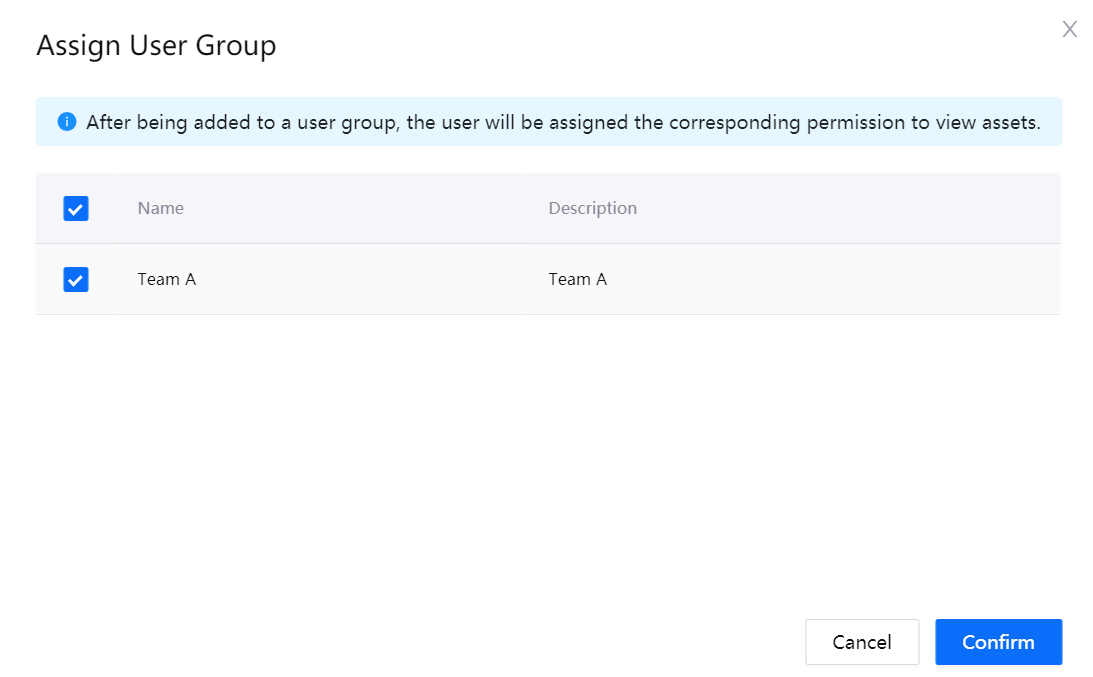 Assign User Group
After being added to a user group, the user will be assigned the corresponding permission to view assets.
Name Description
Team A Team A
Cancel Confirm